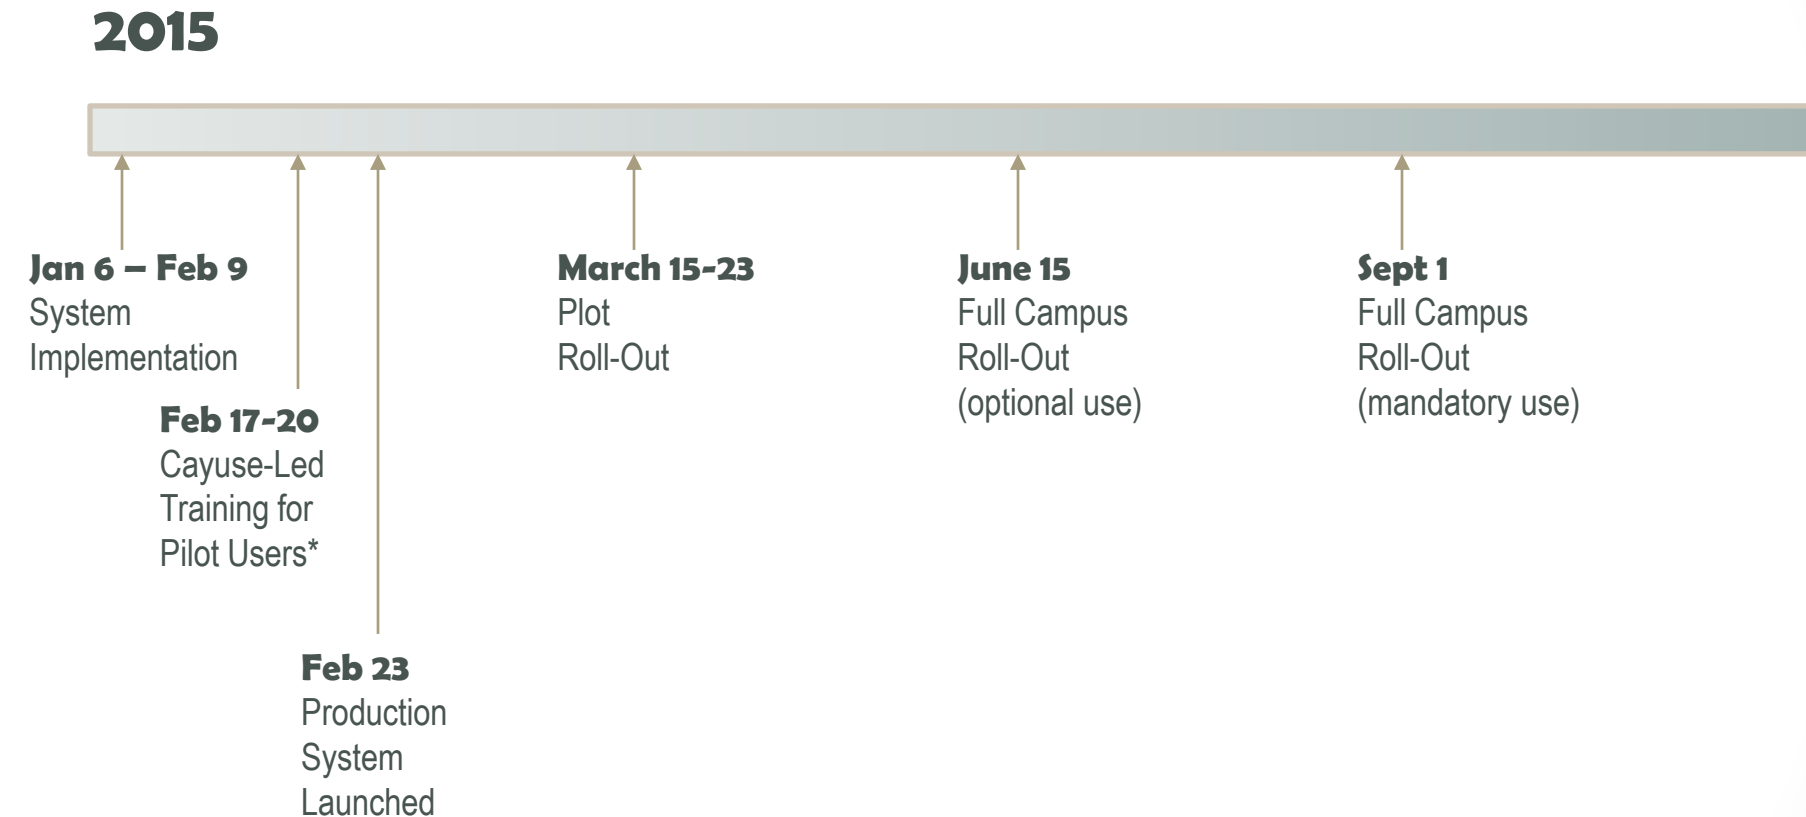 2015
Jan 6 – Feb 9
System
Implementation
Feb 17-20
Cayuse-Led
Training for
Pilot Users*
Feb 23
Production
System
Launched
March 15-23
Plot
Roll-Out
June 15
Full Campus
Roll-Out
(optional use)
Sept 1
Full Campus
Roll-Out
(mandatory use)